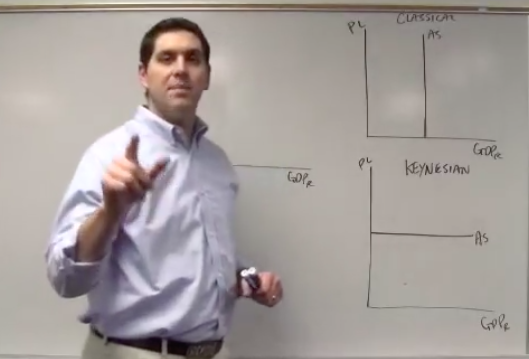 CLASSICAL
PL
AS
GDPR
PL
KEYNESIAN
AS
GDPR
GDPR